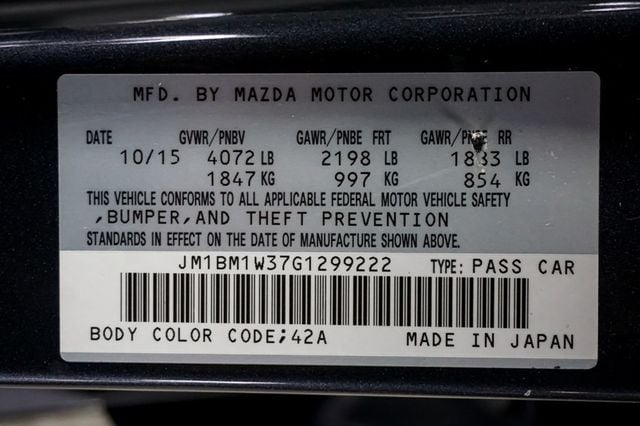 MFD. BY MAZDA MOTOR CORPORATION
DATE GVWR/PNBV GAWR/PNBE FRT GAWR/PNBE RR
10/15 4072 LB 2198 LB 1883 LB
1847 KG 997 KG 854 KG
THIS VEHICLE CONFORMS TO ALL APPLICABLE FEDERAL MOTOR VEHICLE SAFETY
,BUMPER,AND THEFT PREVENTION
STANDARDS IN EFFECT ON THE DATE OF MANUFACTURE SHOWN ABOVE.
JM1BM1W37G1299222 TYPE: PASS CAR
BODY COLOR CODE;42A MADE IN JAPAN